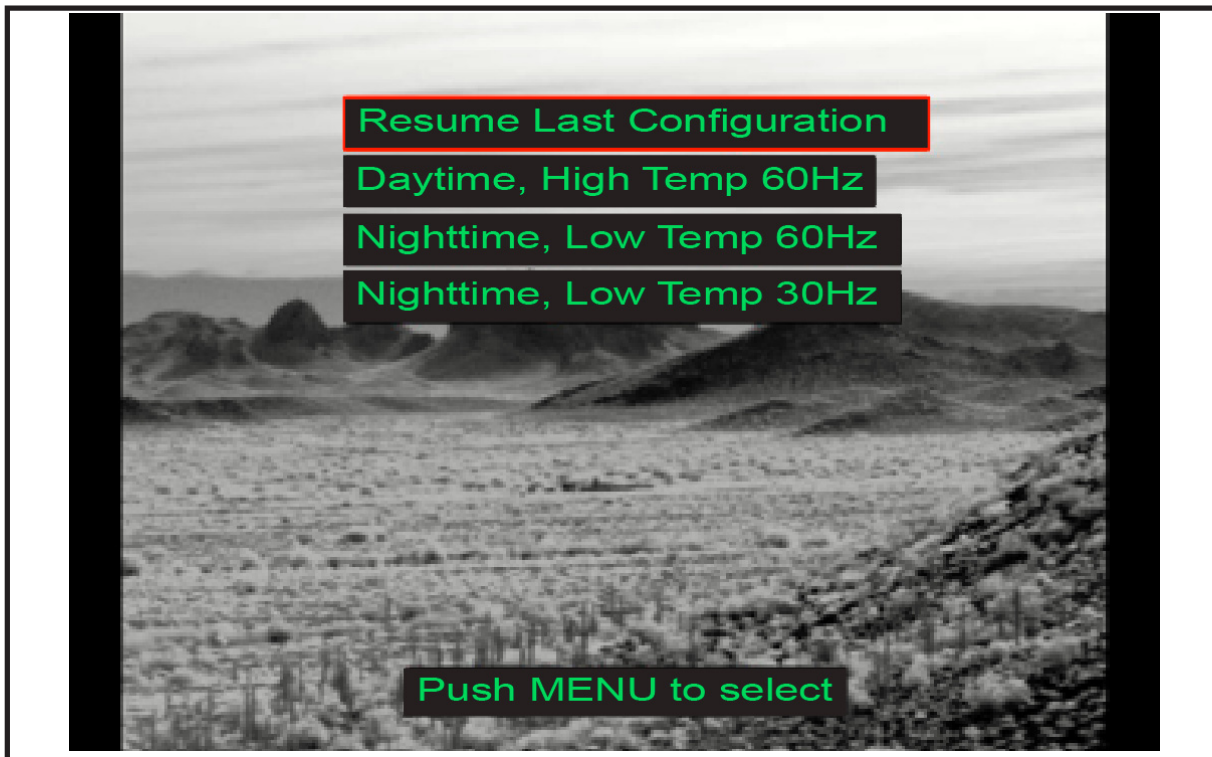 Resume Last Configuration
Daytime, High Temp 60Hz
Nighttime, Low Temp 60Hz
Nighttime, Low Temp 30Hz
Push MENU to select